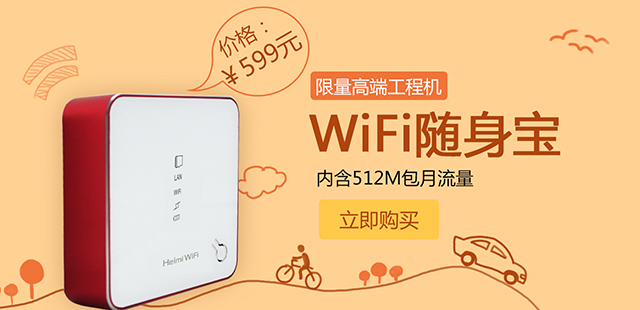 价格：
￥599元
限量高端工程机
WiFi随身宝
内含512M包月流量
立即购买
LAN
WiFi
Heimi WiFi